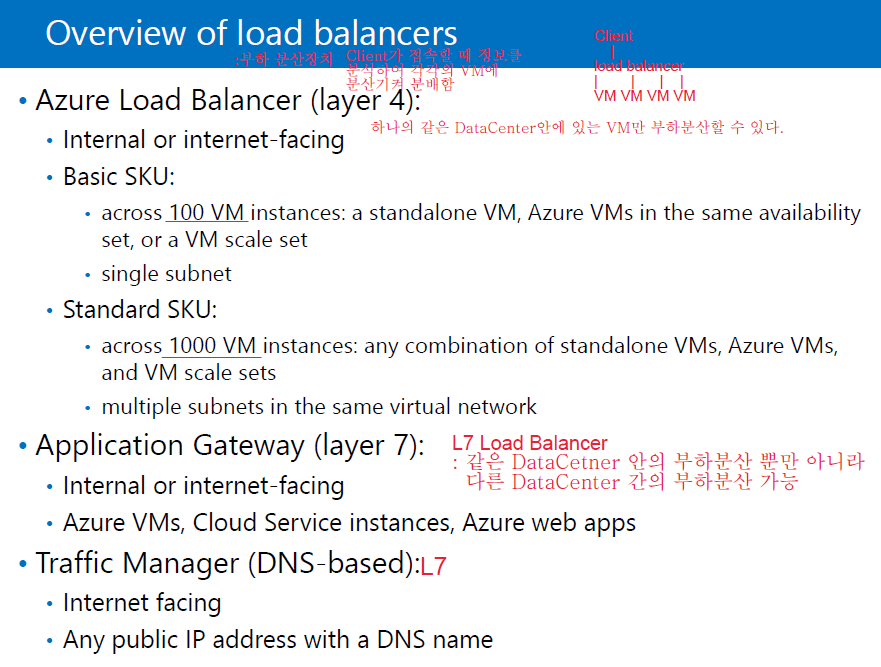 Overview of load balancers
:부하 분산장치
Client가 접속할 때 정보를
분석하여 각각의 VM에
분산기켜 분배함
Client
|
load balancer
| | | |
VM VM VM VM
• Azure Load Balancer (layer 4):
하나의 같은 DataCenter안에 있는 VM만 부하분산할 수 있다.
• Internal or internet-facing
• Basic SKU:
• across 100 VM instances: a standalone VM, Azure VMs in the same availability
set, or a VM scale set
• single subnet
• Standard SKU:
• across 1000 VM instances: any combination of standalone VMs, Azure VMs,
and VM scale sets
• multiple subnets in the same virtual network
• Application Gateway (layer 7):
L7 Load Balancer
: 같은 DataCetner 안의 부하분산 뿐만 아니라
다른 DataCenter 간의 부하분산 가능
• Internal or internet-facing
• Azure VMs, Cloud Service instances, Azure web apps
• Traffic Manager (DNS-based):L7
• Internet facing
• Any public IP address with a DNS name